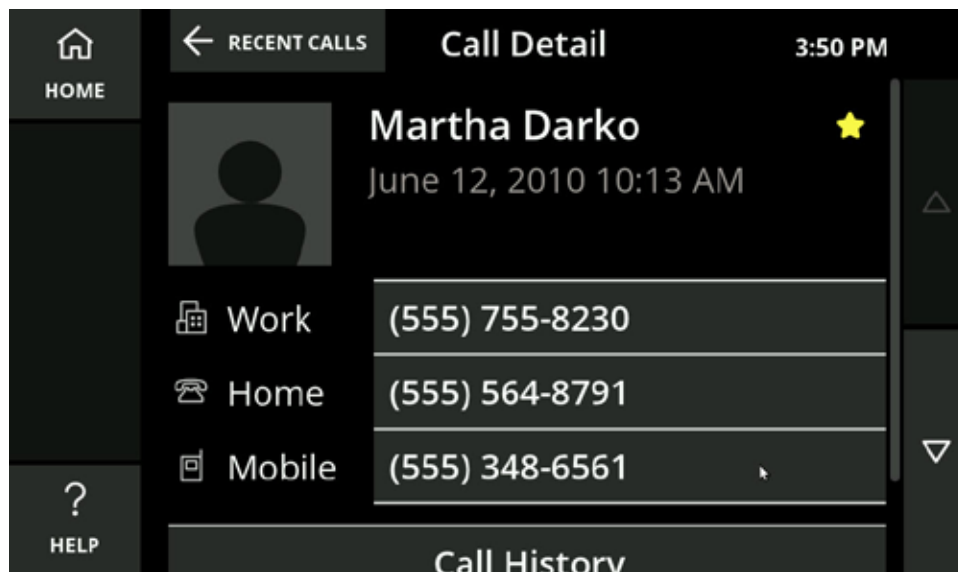 HOME
RECENT CALLS
Call Detail
3:50 PM
Martha Darko
June 12, 2010 10:13 AM
Work (555) 755-8230
Home (555) 564-8791
Mobile (555) 348-6561
Call History
?
HELP